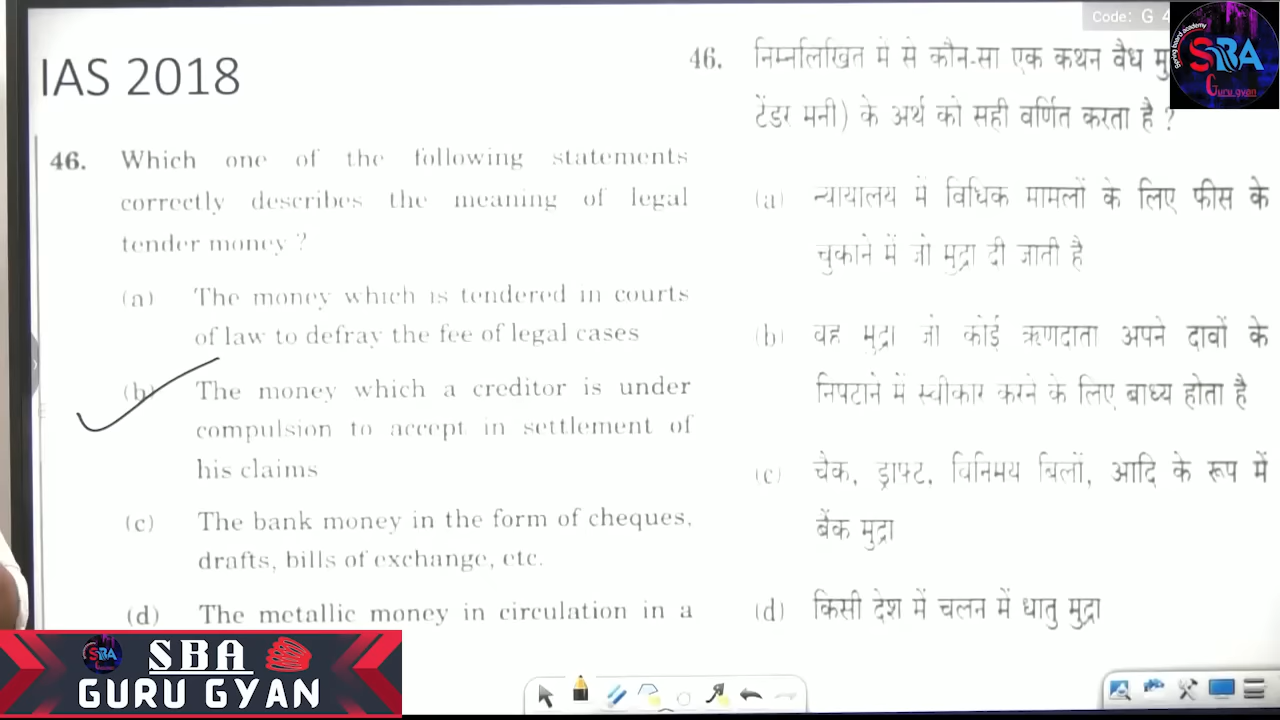 Code: G 4
IAS 2018
46. Which one of the following statements
correctly describes the meaning of legal
tender money ?
(a) The money which is tendered in courts
of law to defray the fee of legal cases
(b) The money which a creditor is under
compulsion to accept in settlement of
his claims
(c) The bank money in the form of cheques,
drafts, bills of exchange, etc.
(d) The metallic money in circulation in a
46. निम्नलिखित में से कौन-सा एक कथन वैध
टेंडर मनी) के अर्थ को सही वर्णित करता है ?
(a) न्यायालय में विधिक मामलों के लिए फीस के
चुकाने में जो मुद्रा दी जाती है
(b) वह मुद्रा जो कोई ऋणदाता अपने दावों के
निपटाने में स्वीकार करने के लिए बाध्य होता है
(c) चैक, ड्राफ्ट, विनिमय बिलों, आदि के रूप में
बैंक मुद्रा
(d) किसी देश में चलन में धातु मुद्रा
SBA
Guru gyan
SBA
SBA
GURU GYAN